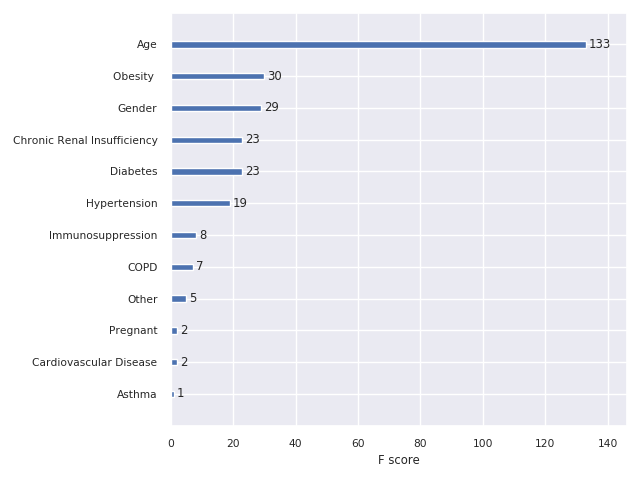 Age 133
Obesity 30
Gender 29
Chronic Renal Insufficiency 23
Diabetes 23
Hypertension 19
Immunosuppression 8
COPD 7
Other 5
Pregnant 2
Cardiovascular Disease 2
Asthma 1
0 20 40 60 80 100 120 140
F score